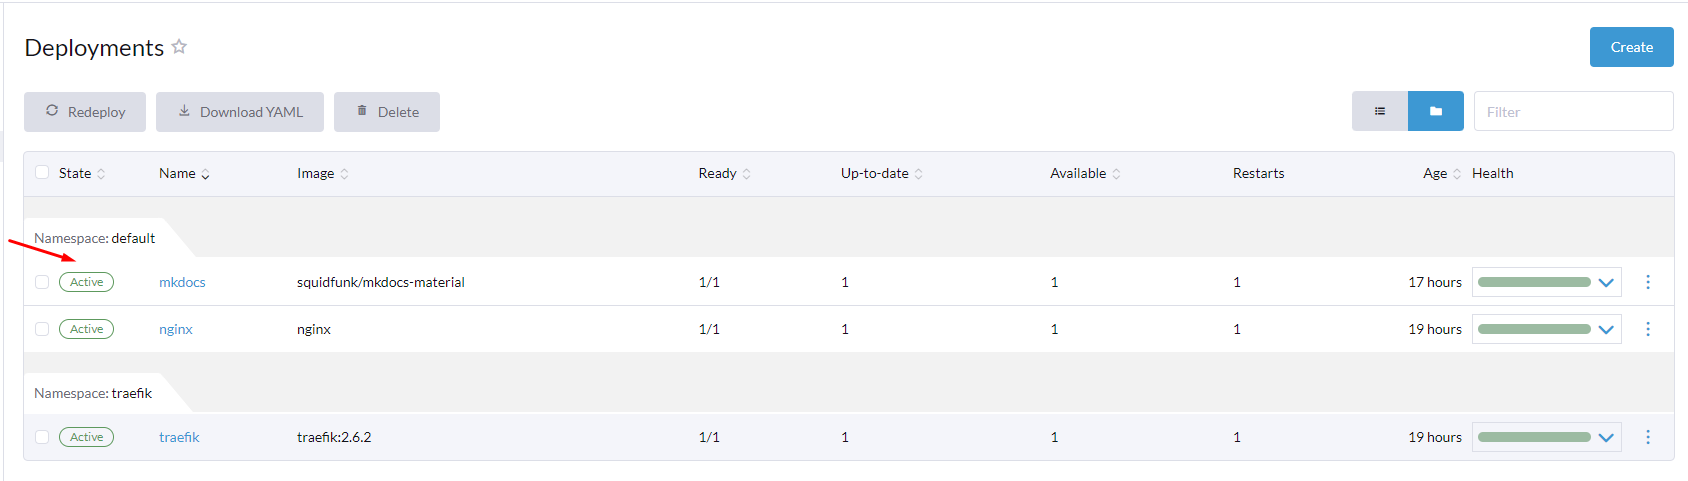 Deployments
Create
Redeploy Download YAML Delete Filter
State Name Image Ready Up-to-date Available Restarts Age Health
Namespace: default
Active mkdocs squidfunk/mkdocs-material 1/1 1 1 1 17 hours
Active nginx nginx 1/1 1 1 1 19 hours
Namespace: traefik
Active traefik traefik:2.6.2 1/1 1 1 1 19 hours